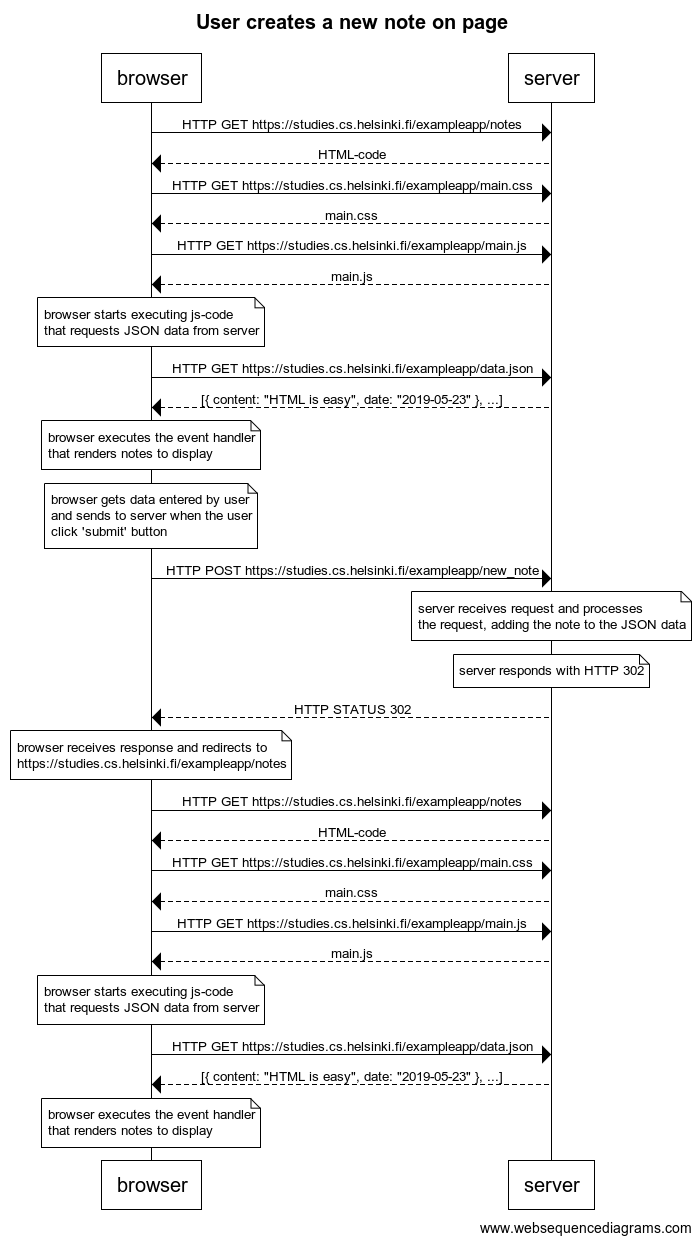 User creates a new note on page
browser
server
HTTP GET https://studies.cs.helsinki.fi/exampleapp/notes
HTML-code
HTTP GET https://studies.cs.helsinki.fi/exampleapp/main.css
main.css
HTTP GET https://studies.cs.helsinki.fi/exampleapp/main.js
main.js
browser starts executing js-code
that requests JSON data from server
HTTP GET https://studies.cs.helsinki.fi/exampleapp/data.json
[{ content: "HTML is easy", date: "2019-05-23" }, ...]
browser executes the event handler
that renders notes to display
browser gets data entered by user
and sends to server when the user
click 'submit' button
HTTP POST https://studies.cs.helsinki.fi/exampleapp/new_note
server receives request and processes
the request, adding the note to the JSON data
server responds with HTTP 302
HTTP STATUS 302
browser receives response and redirects to
https://studies.cs.helsinki.fi/exampleapp/notes
HTTP GET https://studies.cs.helsinki.fi/exampleapp/notes
HTML-code
HTTP GET https://studies.cs.helsinki.fi/exampleapp/main.css
main.css
HTTP GET https://studies.cs.helsinki.fi/exampleapp/main.js
main.js
browser starts executing js-code
that requests JSON data from server
HTTP GET https://studies.cs.helsinki.fi/exampleapp/data.json
[{ content: "HTML is easy", date: "2019-05-23" }, ...]
browser executes the event handler
that renders notes to display
browser
server
www.websequencediagrams.com